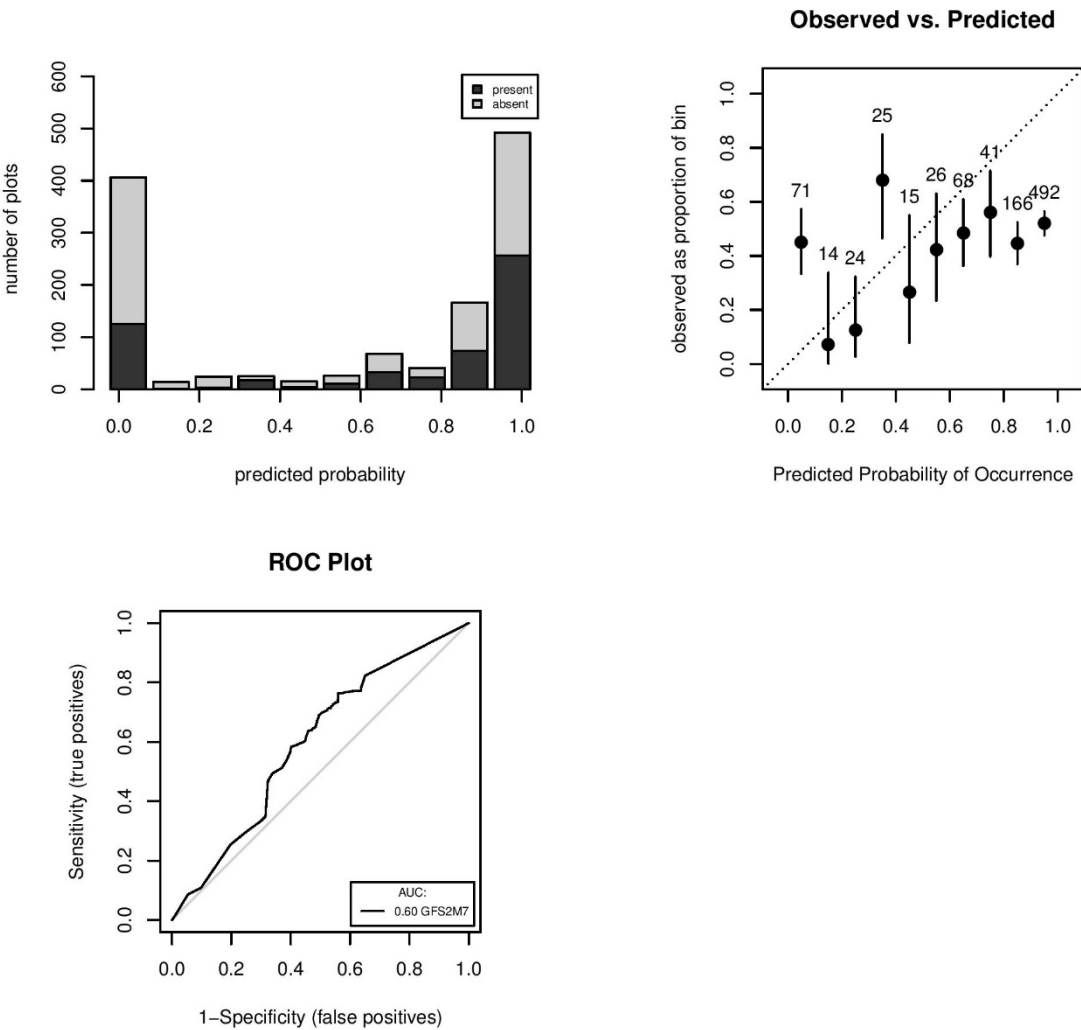 number of plots
600
500
400
300
200
100
0
present
absent
0.0 0.2 0.4 0.6 0.8 1.0
predicted probability
Observed vs. Predicted
observed as proportion of bin
1.0
0.8
0.6
0.4
0.2
0.0
71 14 24 25 15 26 68 41 166 492
0.0 0.2 0.4 0.6 0.8 1.0
Predicted Probability of Occurrence
ROC Plot
Sensitivity (true positives)
1.0
0.8
0.6
0.4
0.2
0.0
AUC:
0.60 GFS2M7
0.0 0.2 0.4 0.6 0.8 1.0
1−Specificity (false positives)